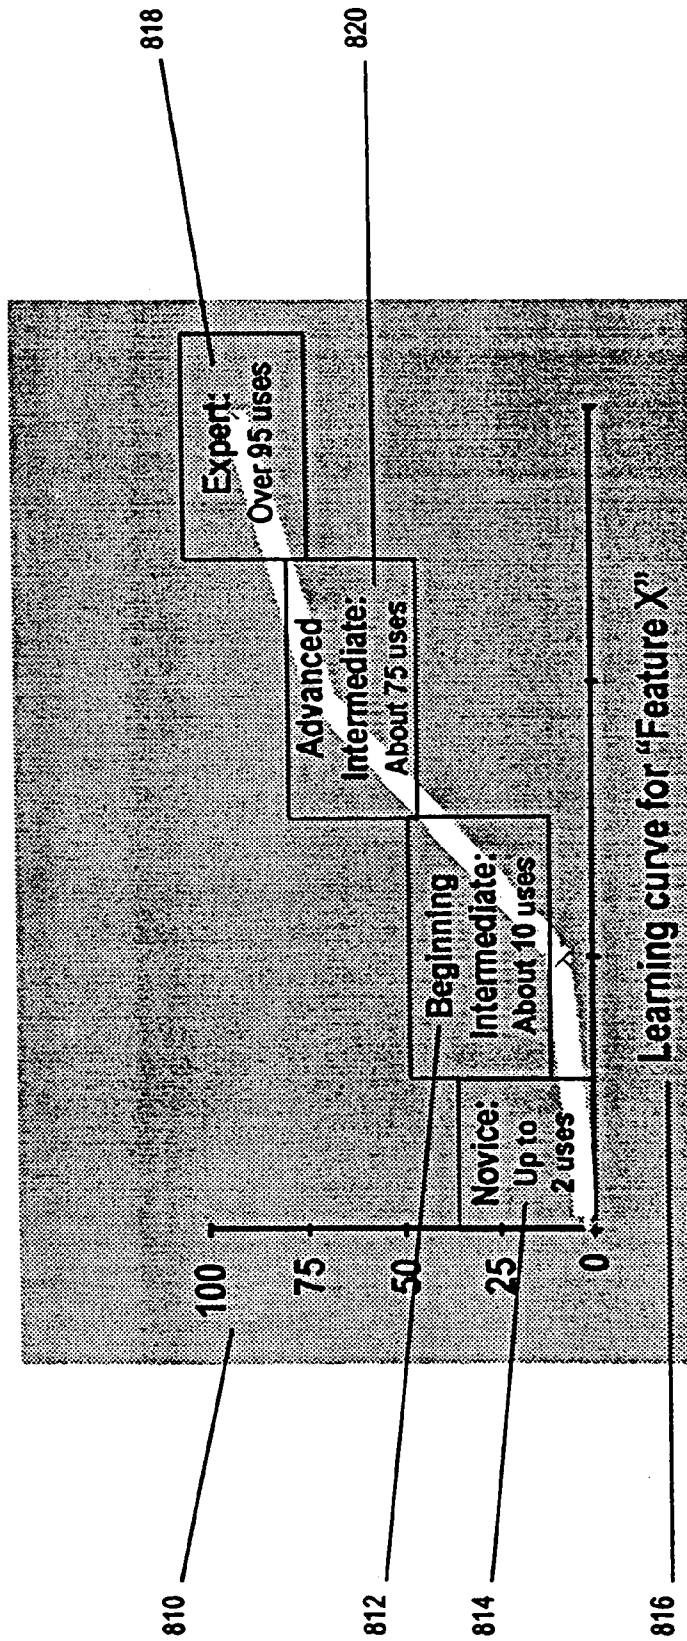 818
820
Expert:
Over 95 uses
Advanced
Intermediate:
About 75 uses
Beginning
Intermediate:
About 10 uses
Novice:
Up to
2 uses
100
75
50
25
0
Learning curve for "Feature X"
810
812
814
816